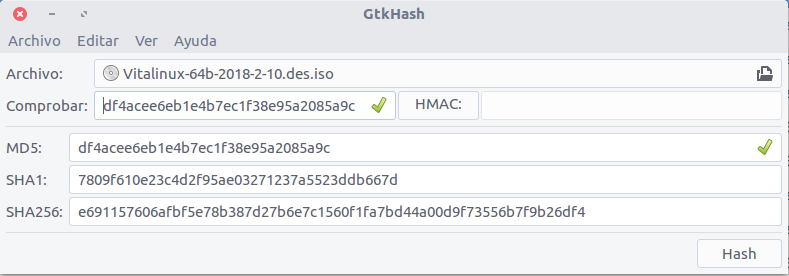 GtkHash
Archivo Editar Ver Ayuda
Archivo: Vitalinux-64b-2018-2-10.des.iso
Comprobar: df4acee6eb1e4b7ec1f38e95a2085a9c HMAC:
MD5: df4acee6eb1e4b7ec1f38e95a2085a9c
SHA1: 7809f610e23c4d2f95ae03271237a5523ddb667d
SHA256: e691157606afbf5e78b387d27b6e7c1560f1fa7bd44a00d9f73556b7f9b26df4
Hash